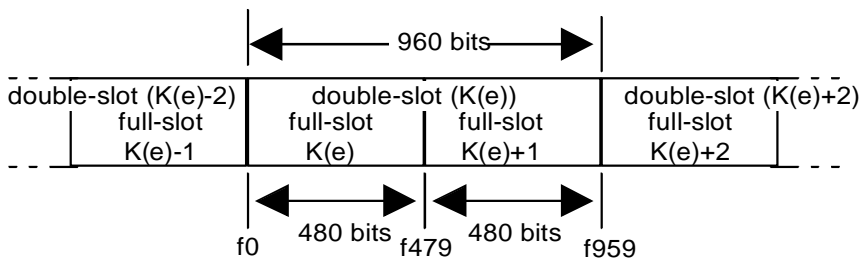 960 bits
double-slot (K(e)-2)
double-slot (K(e))
double-slot (K(e)+2)
full-slot
full-slot
full-slot
full-slot
K(e)-1
K(e)
K(e)+1
K(e)+2
480 bits
480 bits
f0
f479
f959